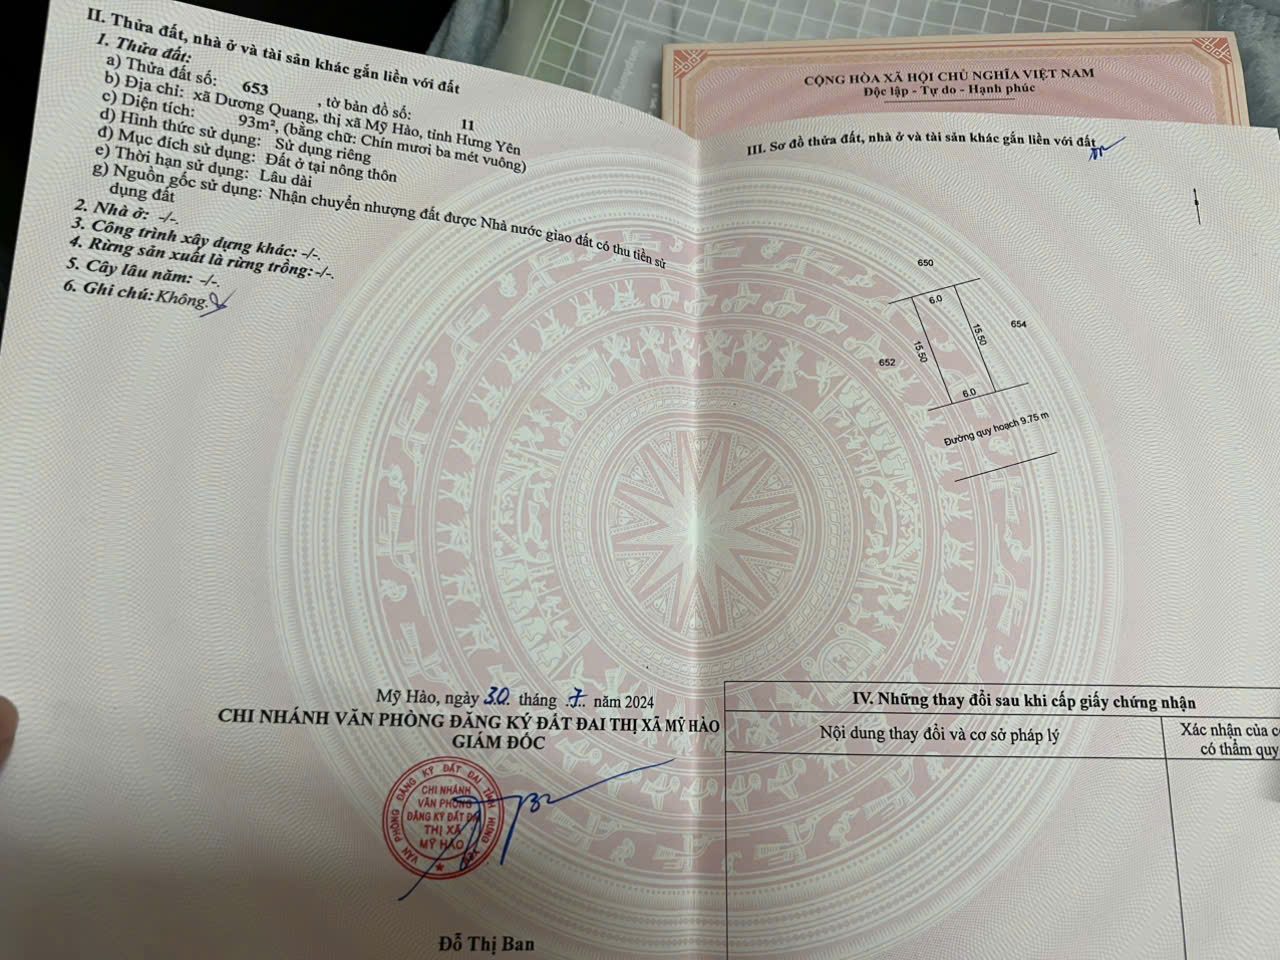 II. Thửa đất, nhà ở và tài sản khác gắn liền với đất
1. Thửa đất:
a) Thửa đất số: 653 , tờ bản đồ số: 11
b) Địa chỉ: xã Dương Quang, thị xã Mỹ Hào, tỉnh Hưng Yên
c) Diện tích: 93m², (bằng chữ: Chín mươi ba mét vuông)
d) Hình thức sử dụng: Sử dụng riêng
đ) Mục đích sử dụng: Đất ở tại nông thôn
e) Thời hạn sử dụng: Lâu dài
g) Nguồn gốc sử dụng: Nhận chuyển nhượng đất được Nhà nước giao đất có thu tiền sử
dụng đất
2. Nhà ở: -/-.
3. Công trình xây dựng khác: -/-.
4. Rừng sản xuất là rừng trồng: -/-.
5. Cây lâu năm: -/-.
6. Ghi chú: Không.
Mỹ Hào, ngày 30 tháng 7 năm 2024
CHI NHÁNH VĂN PHÒNG ĐĂNG KÝ ĐẤT ĐAI THỊ XÃ MỸ HÀO
GIÁM ĐỐC
VĂN PHÒNG ĐĂNG KÝ ĐẤT ĐAI TỈNH HƯNG YÊN
CHI NHÁNH
VĂN PHÒNG
ĐĂNG KÝ ĐẤT ĐAI
THỊ XÃ
MỸ HÀO
Đỗ Thị Ban
CỘNG HÒA XÃ HỘI CHỦ NGHĨA VIỆT NAM
Độc lập - Tự do - Hạnh phúc
III. Sơ đồ thửa đất, nhà ở và tài sản khác gắn liền với đất
650
6.0
654
15.50
15.50
652
6.0
Đường quy hoạch 9.75 m
IV. Những thay đổi sau khi cấp giấy chứng nhận
Nội dung thay đổi và cơ sở pháp lý
Xác nhận của c
có thẩm quy